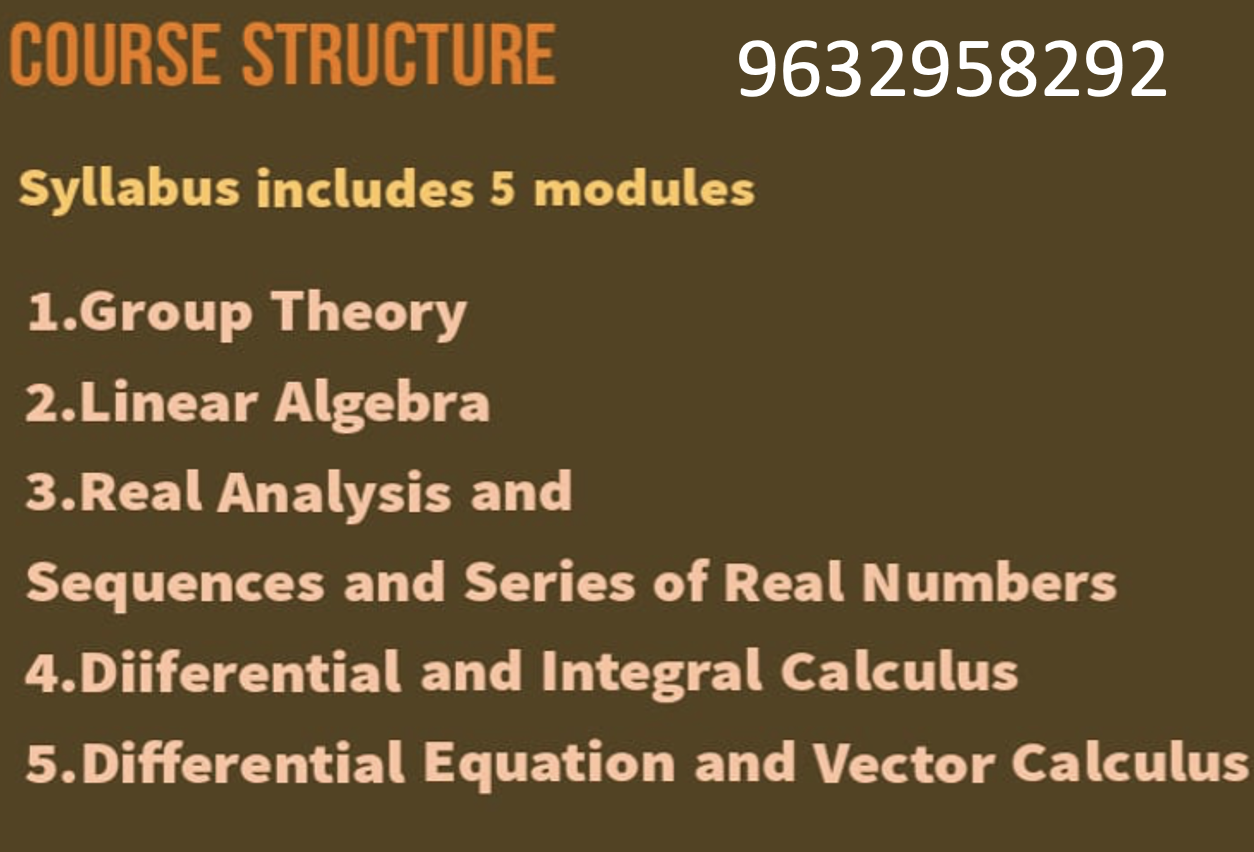 COURSE STRUCTURE 9632958292
Syllabus includes 5 modules
1.Group Theory
2.Linear Algebra
3.Real Analysis and
Sequences and Series of Real Numbers
4.Diiferential and Integral Calculus
5.Differential Equation and Vector Calculus